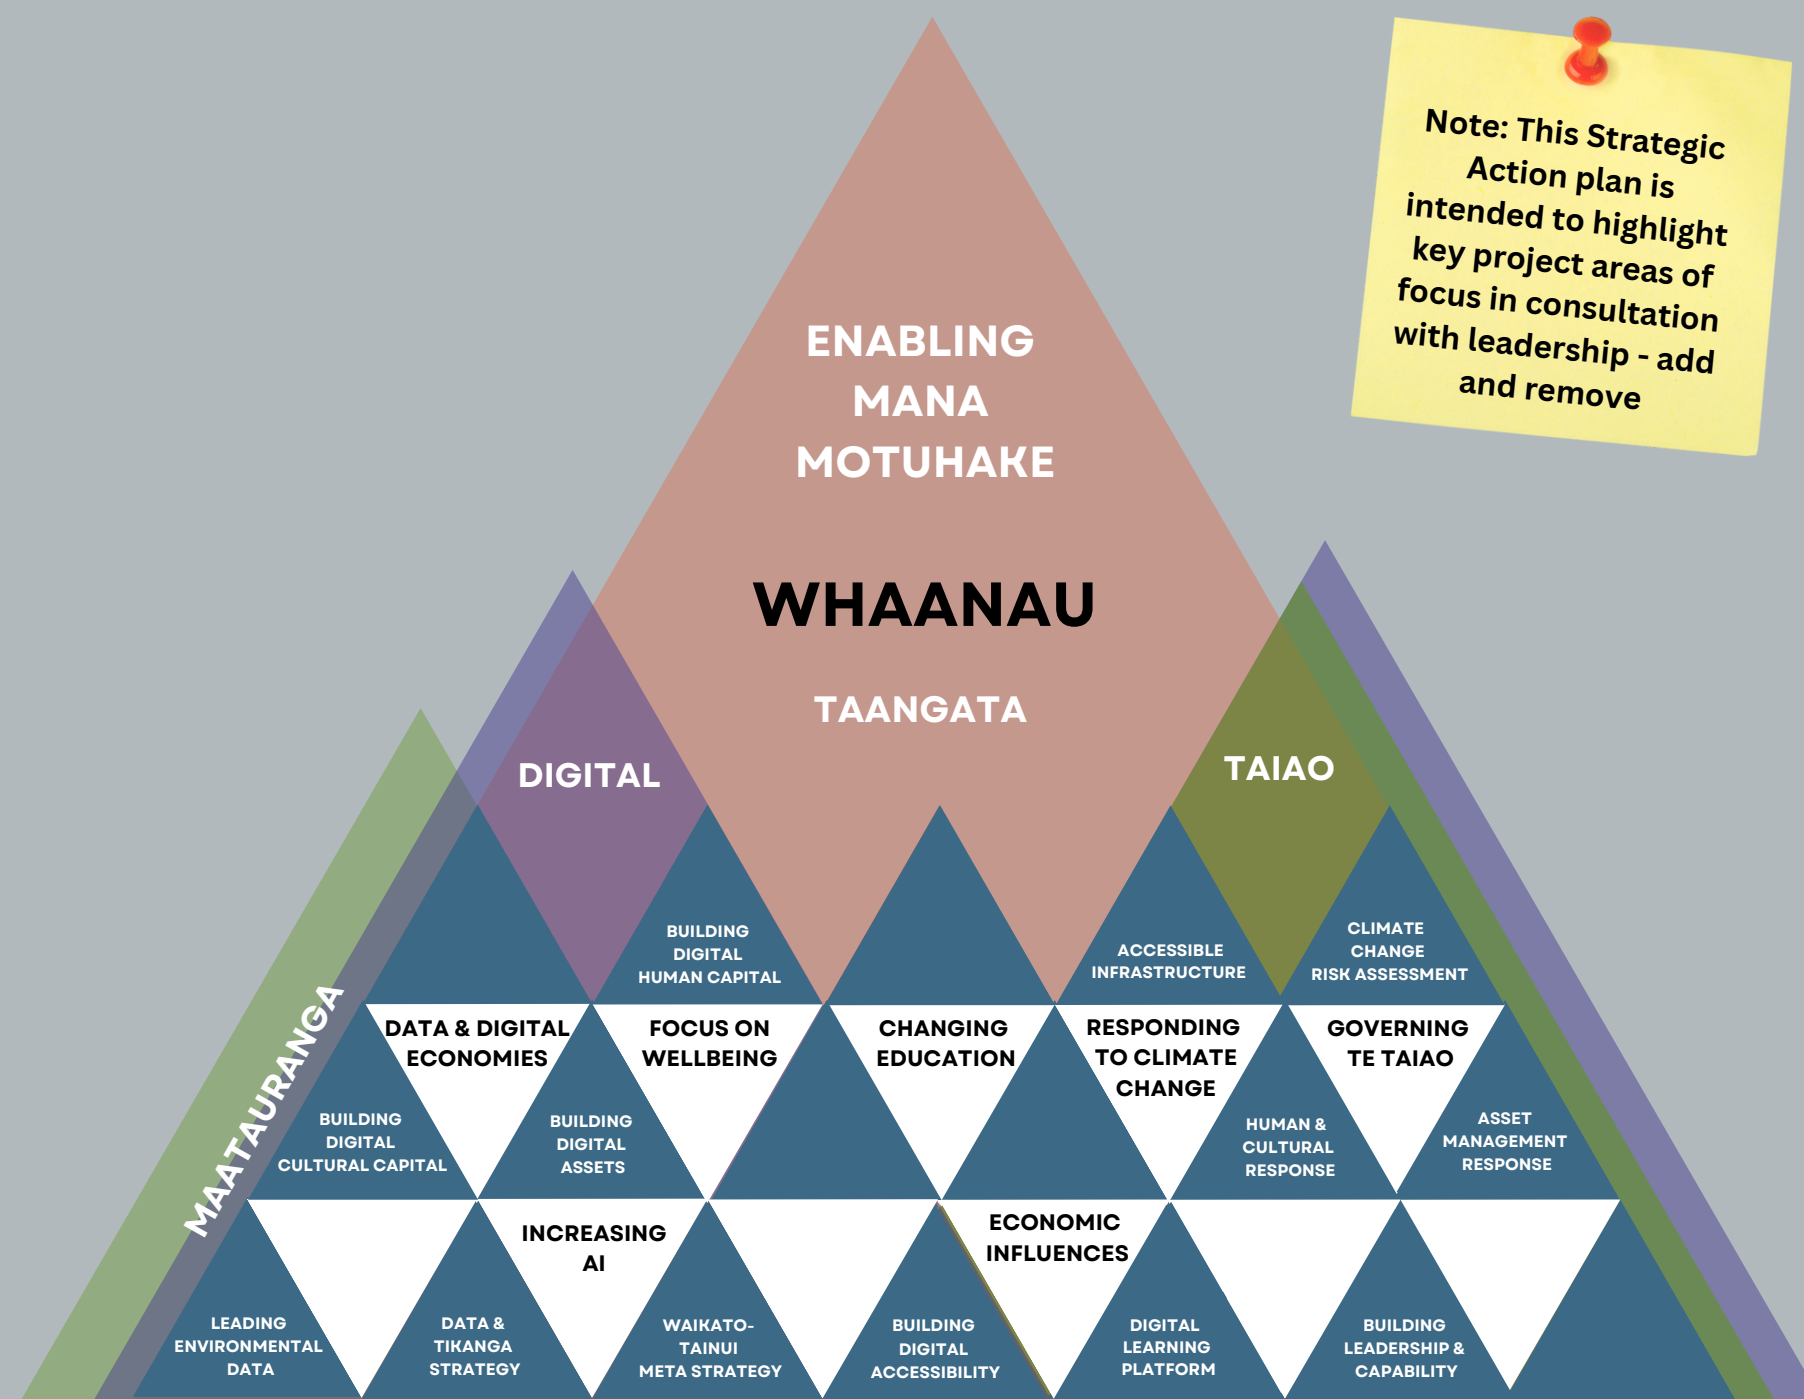 Note: This Strategic
Action plan is
intended to highlight
key project areas of
focus in consultation
with leadership - add
and remove
ENABLING
MANA
MOTUHAKE
WHAANAU
TAANGATA
DIGITAL
TAIAO
MAATAURANGA
BUILDING
DIGITAL
HUMAN CAPITAL
ACCESSIBLE
INFRASTRUCTURE
CLIMATE
CHANGE
RISK ASSESSMENT
DATA & DIGITAL
ECONOMIES
FOCUS ON
WELLBEING
CHANGING
EDUCATION
RESPONDING
TO CLIMATE
CHANGE
GOVERNING
TE TAIAO
BUILDING
DIGITAL
CULTURAL CAPITAL
BUILDING
DIGITAL
ASSETS
HUMAN &
CULTURAL
RESPONSE
ASSET
MANAGEMENT
RESPONSE
INCREASING
AI
ECONOMIC
INFLUENCES
LEADING
ENVIRONMENTAL
DATA
DATA &
TIKANGA
STRATEGY
WAIKATO-
TAINUI
META STRATEGY
BUILDING
DIGITAL
ACCESSIBILITY
DIGITAL
LEARNING
PLATFORM
BUILDING
LEADERSHIP &
CAPABILITY